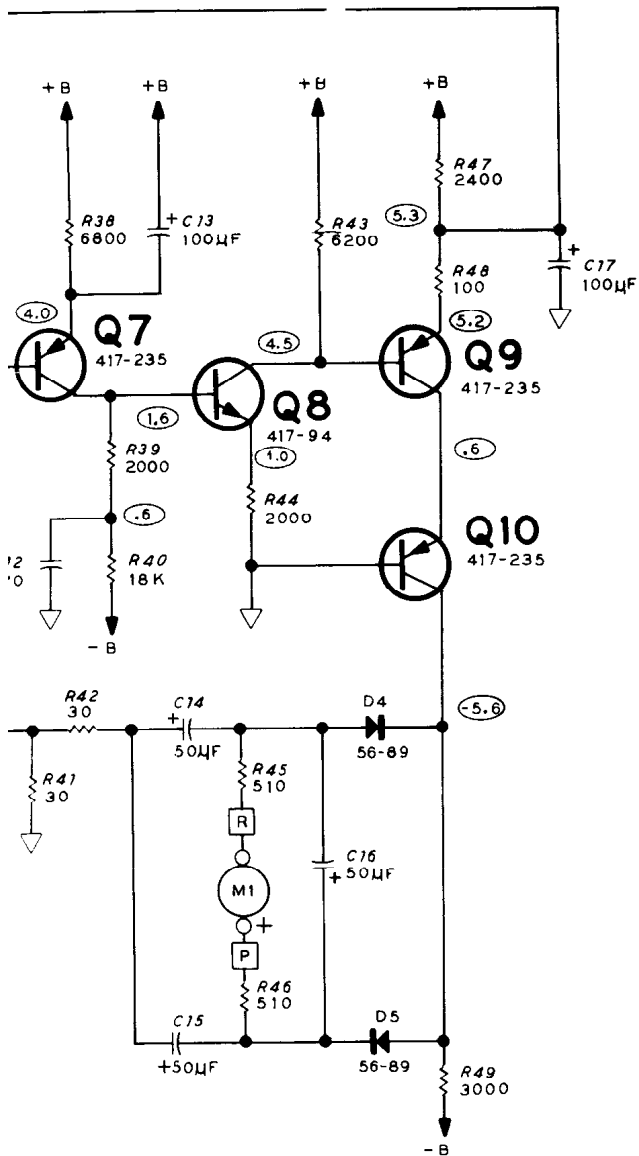 +B
+B
+B
+B
R38
6800
+
C13
100µF
R43
6200
R47
2400
5.3
R48
100
+
C17
100µF
4.0
Q7
417-235
4.5
5.2
Q9
417-235
1.6
Q8
417-94
R39
2000
1.0
.6
.6
R44
2000
Q10
417-235
R40
18K
-B
R42
30
+
C14
50µF
D4
56-89
-5.6
R41
30
R45
510
R
C16
+
50µF
M1
+
P
R46
510
C15
+50µF
D5
56-89
R49
3000
-B